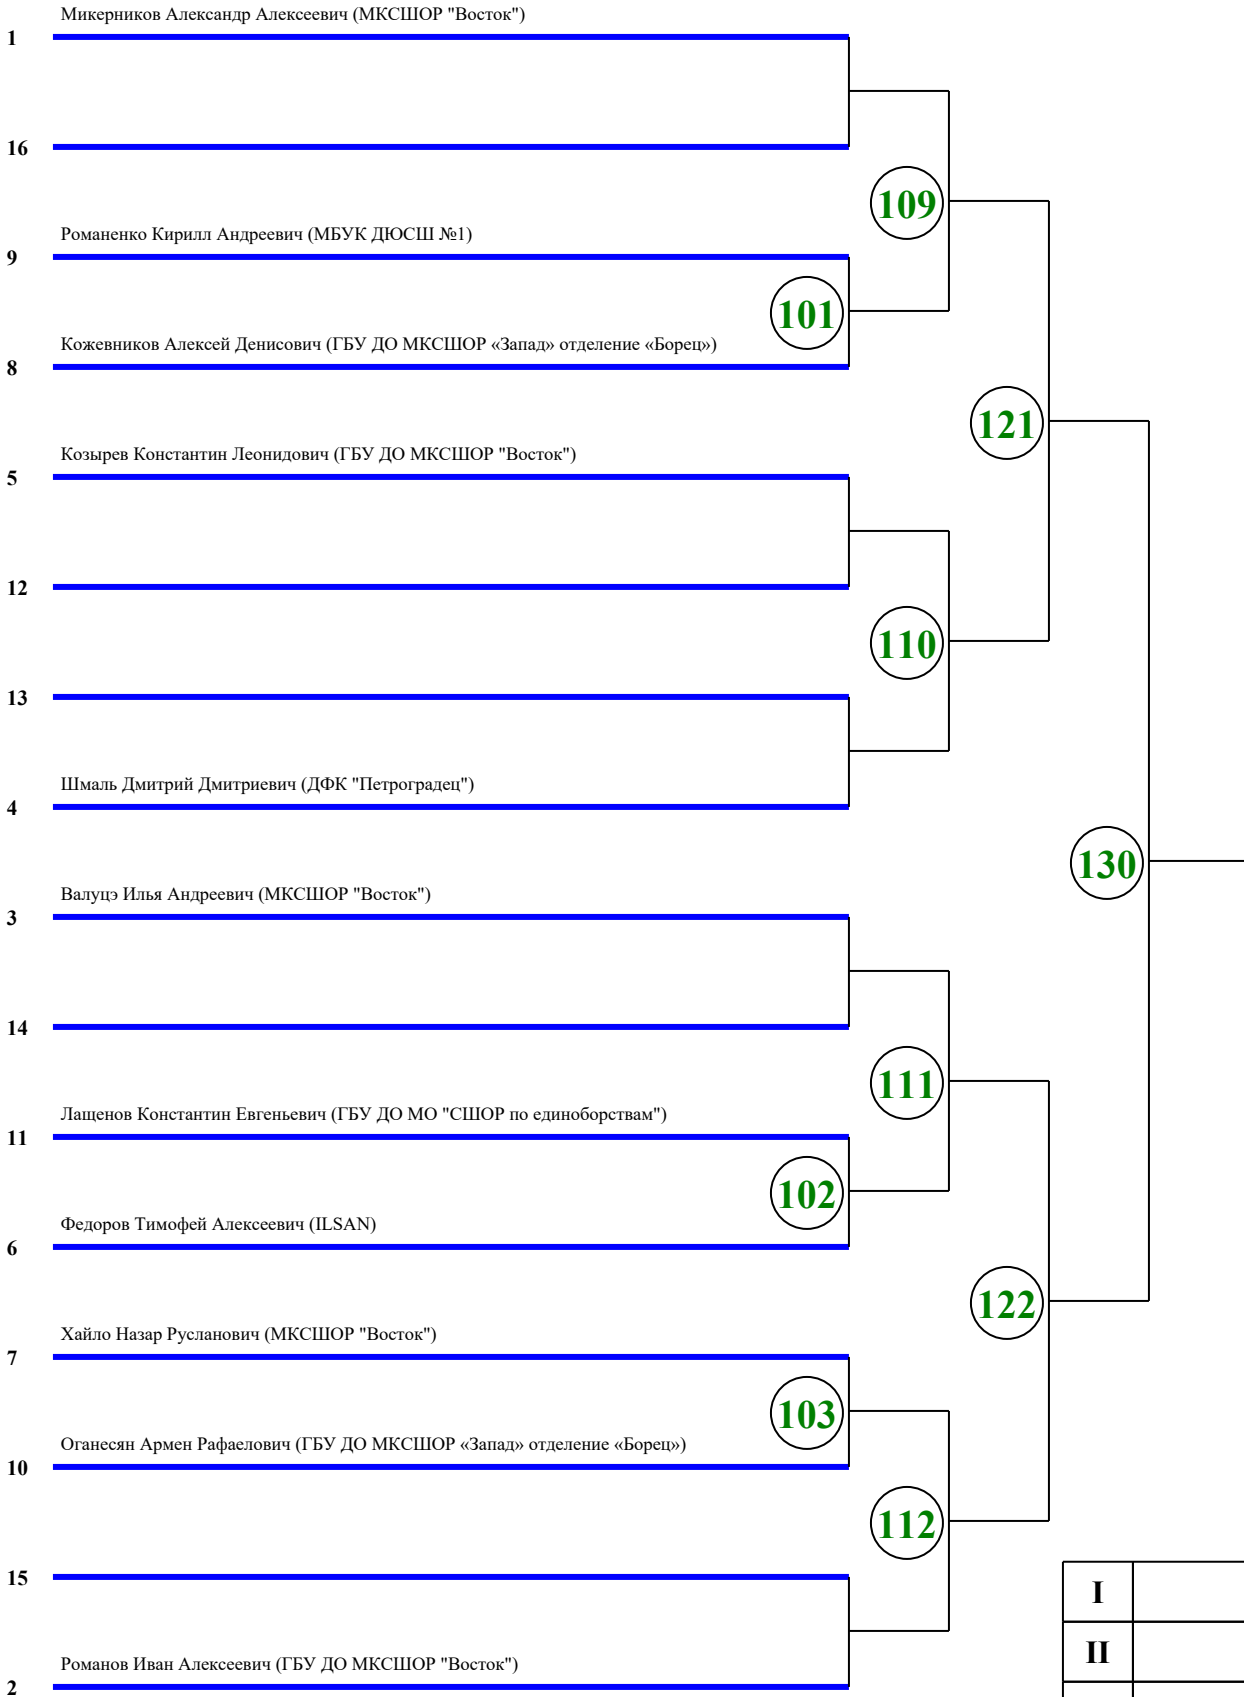 Микерников Александр Алексеевич (МКСШОР "Восток")
1
16
109
Романенко Кирилл Андреевич (МБУК ДЮСШ №1)
9
101
Кожевников Алексей Денисович (ГБУ ДО МКСШОР «Запад» отделение «Борец»)
8
121
Козырев Константин Леонидович (ГБУ ДО МКСШОР "Восток")
5
12
110
13
Шмаль Дмитрий Дмитриевич (ДФК "Петроградец")
4
130
Валуцэ Илья Андреевич (МКСШОР "Восток")
3
14
111
Лащенов Константин Евгеньевич (ГБУ ДО МО "СШОР по единоборствам")
11
102
Федоров Тимофей Алексеевич (ILSAN)
6
122
Хайло Назар Русланович (МКСШОР "Восток")
7
103
Оганесян Армен Рафаелович (ГБУ ДО МКСШОР «Запад» отделение «Борец»)
10
112
15
I
II
Романов Иван Алексеевич (ГБУ ДО МКСШОР "Восток")
2